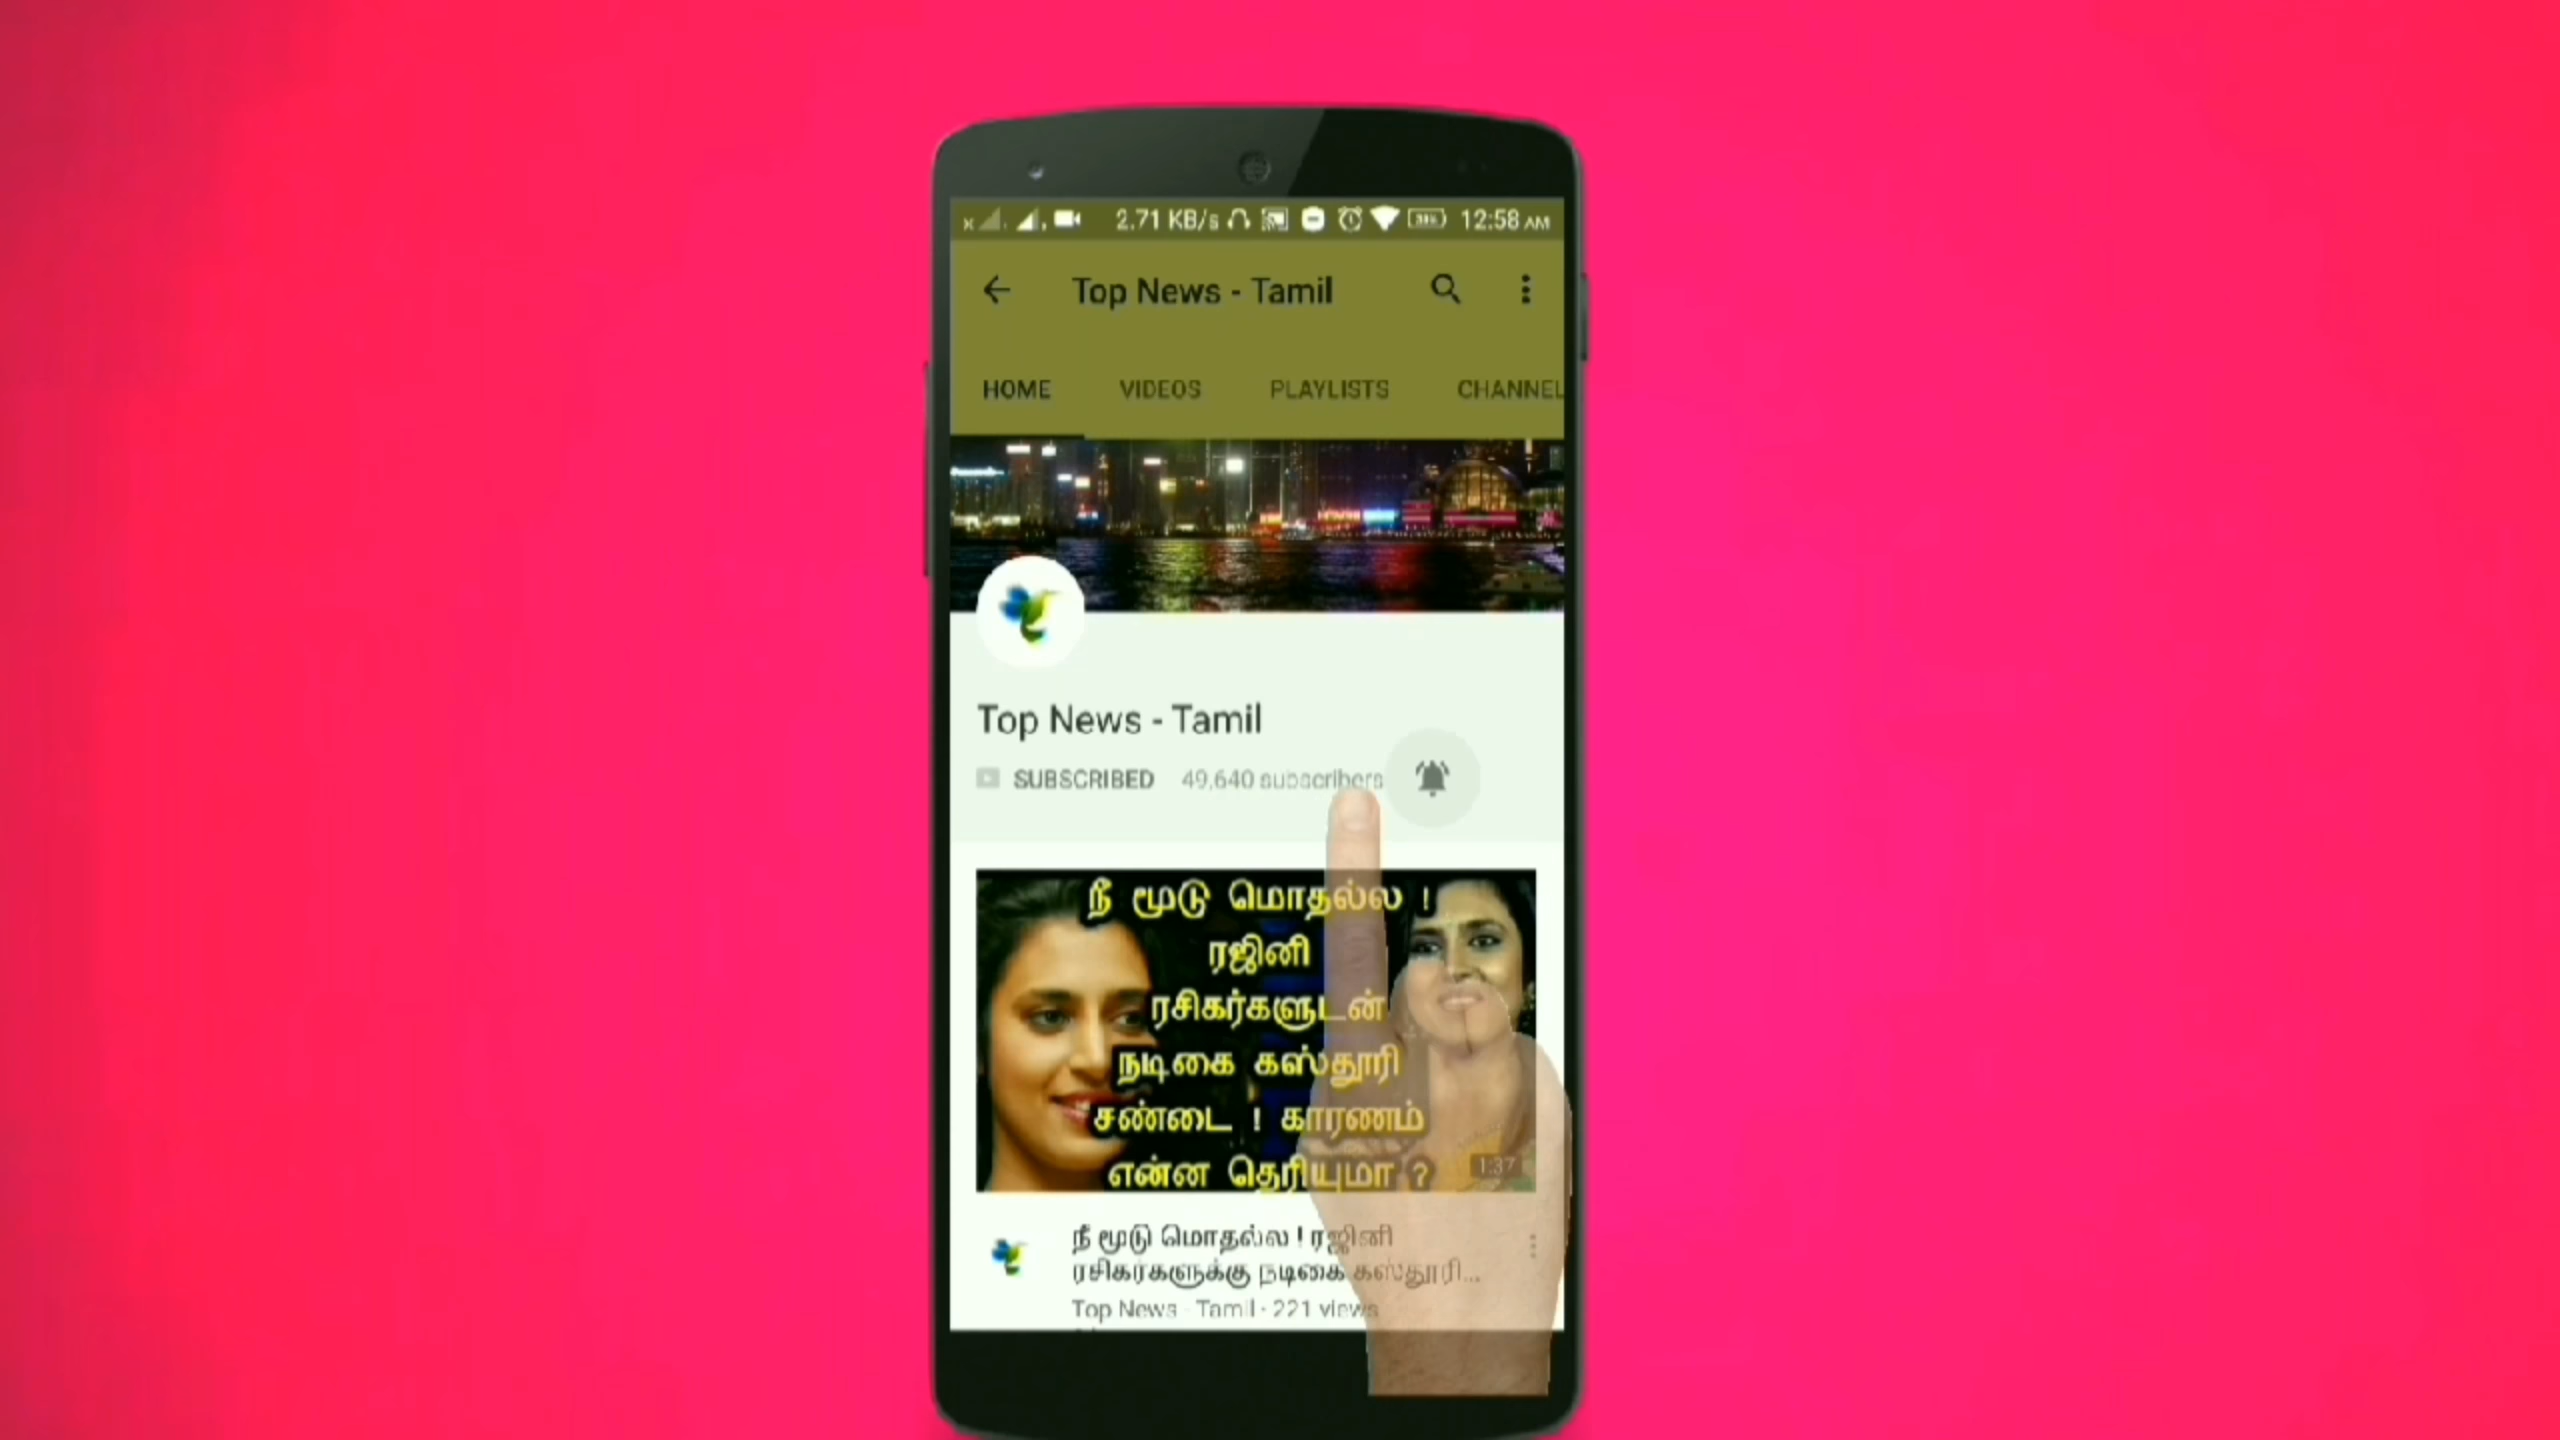 2.71 KB/s 12:58 AM
Top News - Tamil
HOME VIDEOS PLAYLISTS CHANNEL
Top News - Tamil
SUBSCRIBED 49,640 subscribers
நீ மூடு மொதல்ல !
ரஜினி
ரசிகர்களுடன்
நடிகை கஸ்தூரி
சண்டை ! காரணம்
என்ன தெரியுமா ?
1:37
நீ மூடு மொதல்ல ! ரஜினி
ரசிகர்களுக்கு நடிகை கஸ்தூரி...
Top News - Tamil · 221 views